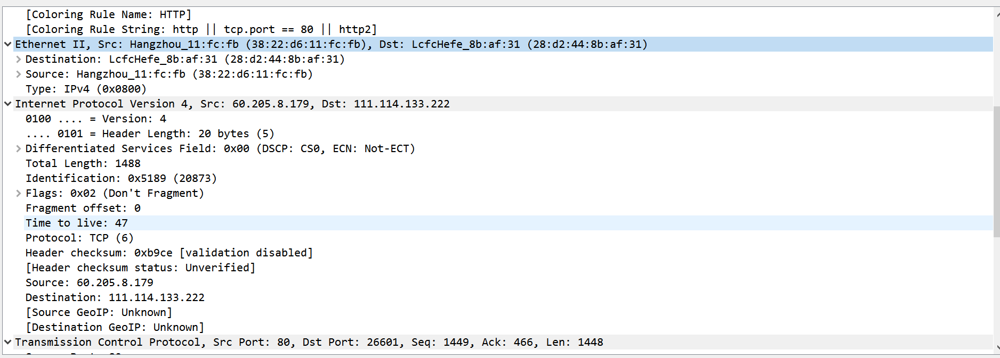 [Coloring Rule Name: HTTP]
[Coloring Rule String: http || tcp.port == 80 || http2]
Ethernet II, Src: Hangzhou_11:fc:fb (38:22:d6:11:fc:fb), Dst: LcfcHefe_8b:af:31 (28:d2:44:8b:af:31)
Destination: LcfcHefe_8b:af:31 (28:d2:44:8b:af:31)
Source: Hangzhou_11:fc:fb (38:22:d6:11:fc:fb)
Type: IPv4 (0x0800)
Internet Protocol Version 4, Src: 60.205.8.179, Dst: 111.114.133.222
0100 .... = Version: 4
.... 0101 = Header Length: 20 bytes (5)
Differentiated Services Field: 0x00 (DSCP: CS0, ECN: Not-ECT)
Total Length: 1488
Identification: 0x5189 (20873)
Flags: 0x02 (Don't Fragment)
Fragment offset: 0
Time to live: 47
Protocol: TCP (6)
Header checksum: 0xb9ce [validation disabled]
[Header checksum status: Unverified]
Source: 60.205.8.179
Destination: 111.114.133.222
[Source GeoIP: Unknown]
[Destination GeoIP: Unknown]
Transmission Control Protocol, Src Port: 80, Dst Port: 26601, Seq: 1449, Ack: 466, Len: 1448